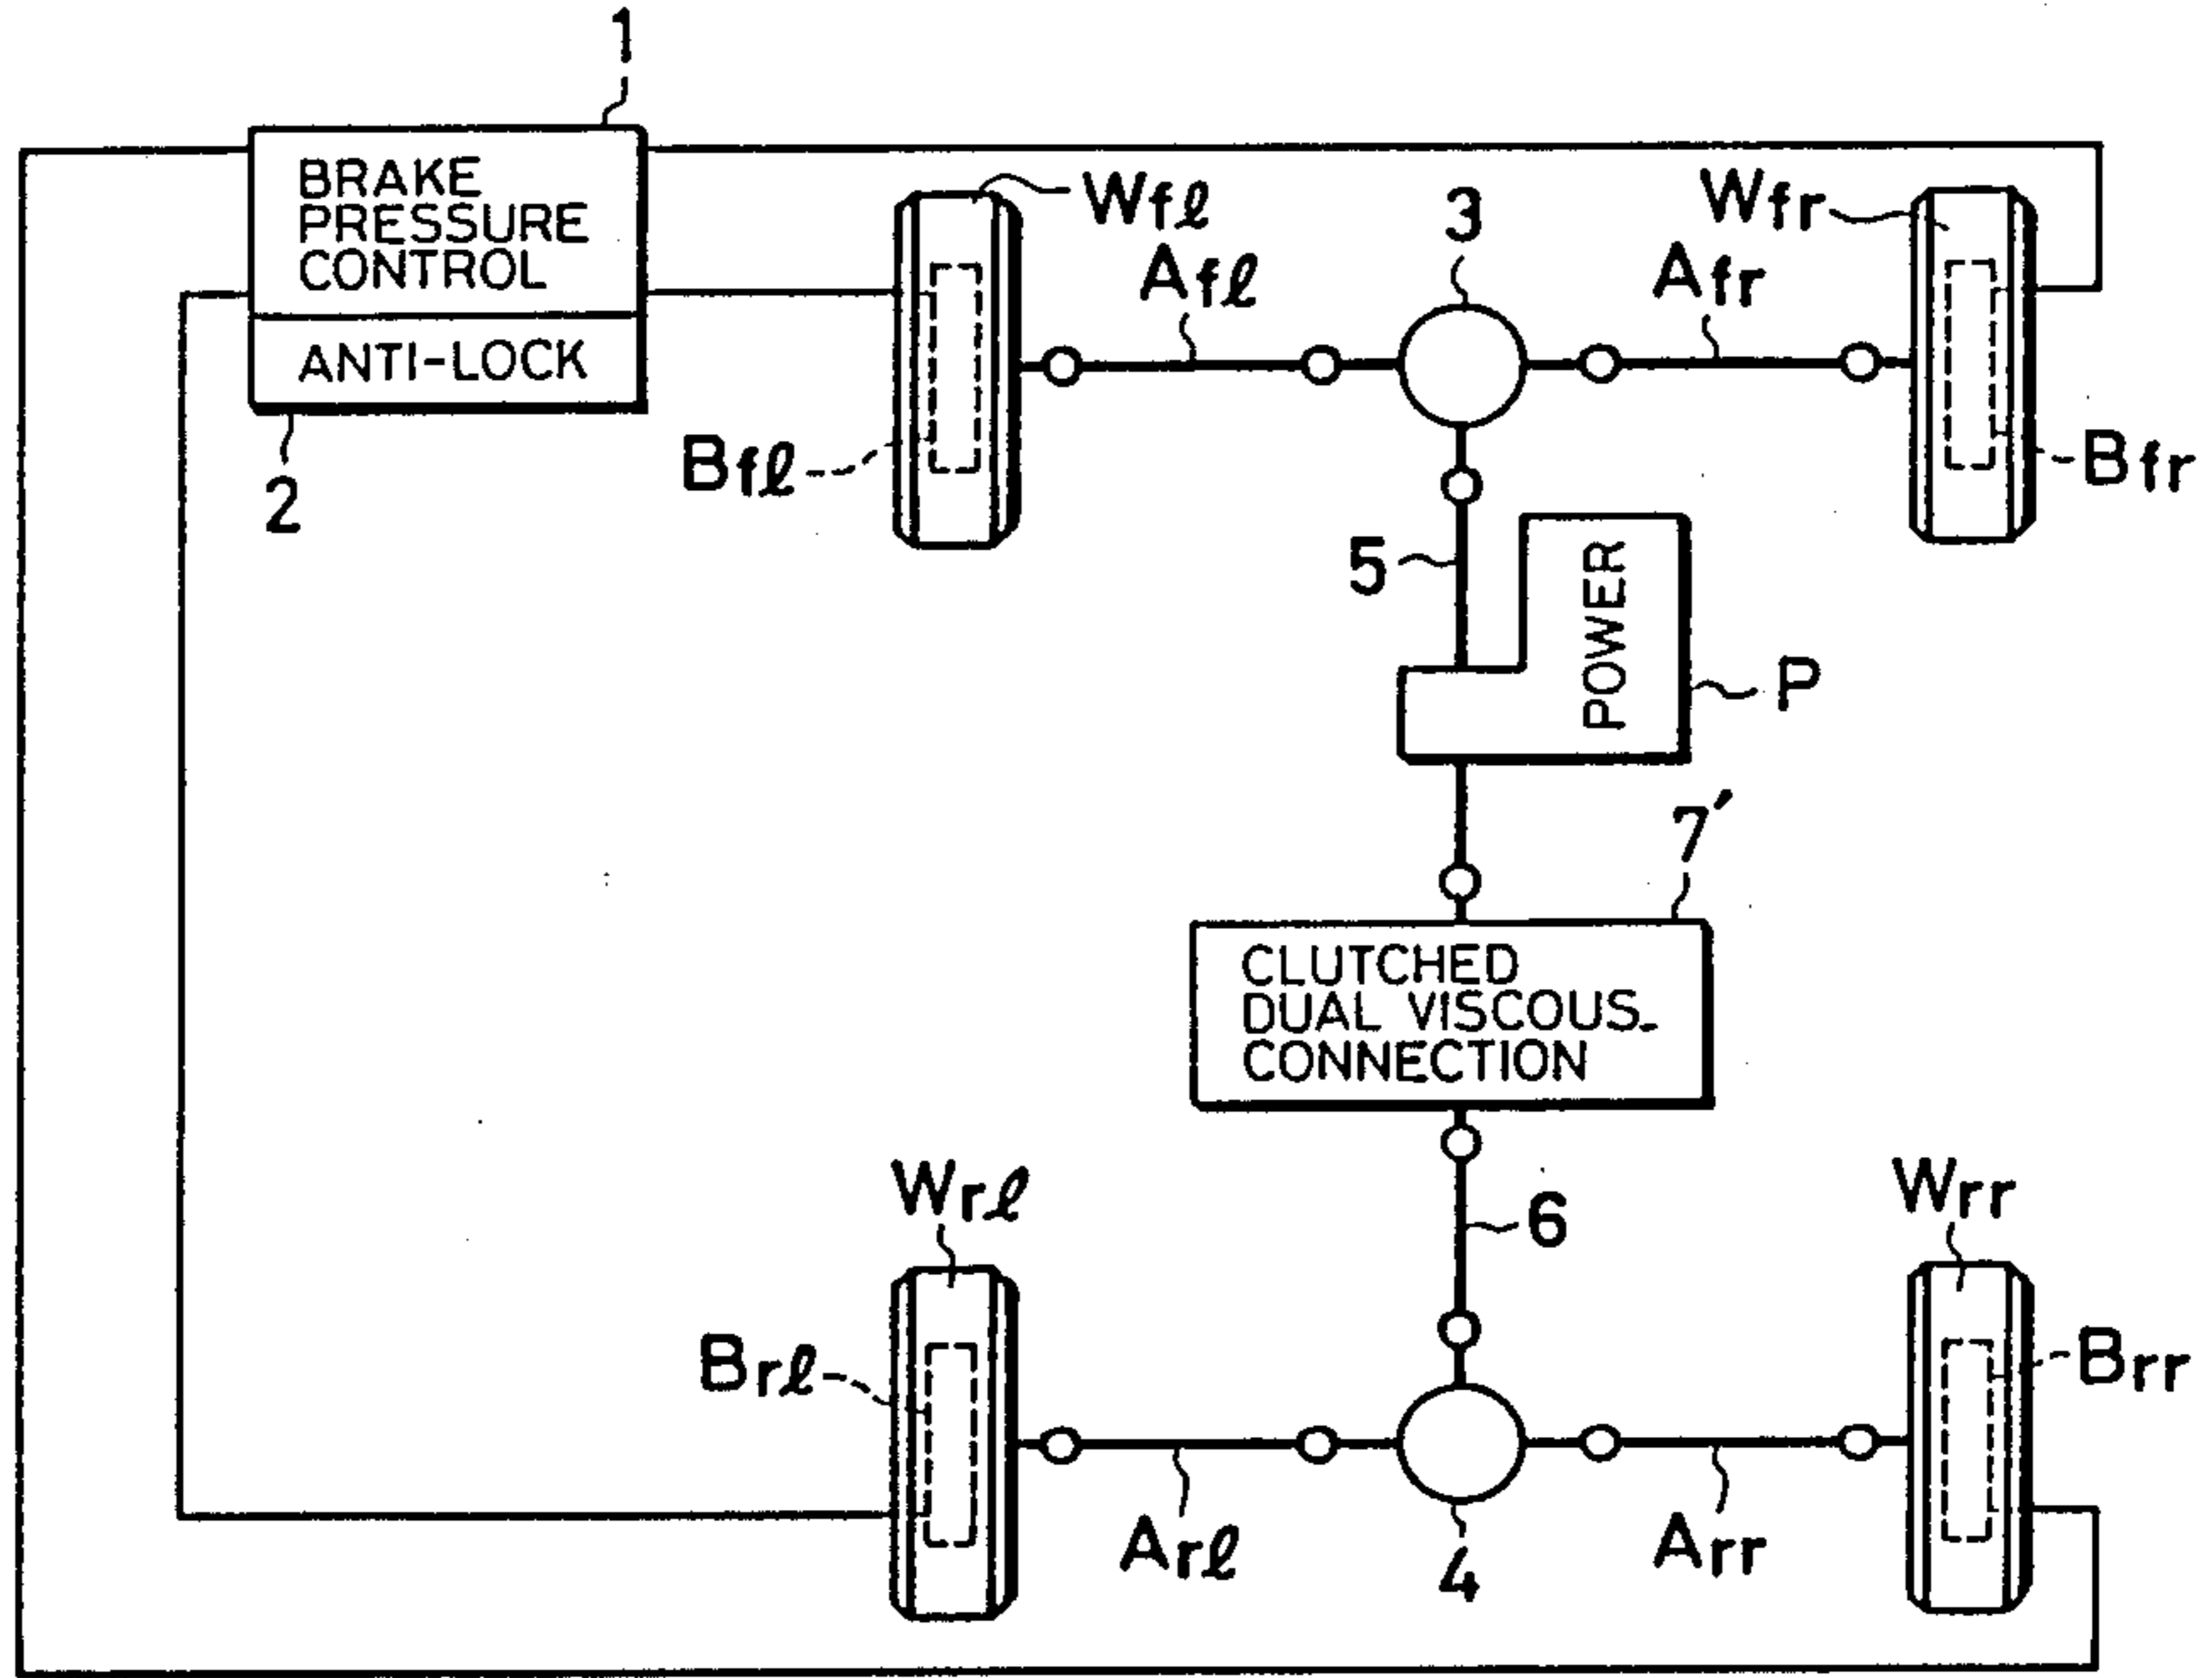 1
BRAKE
PRESSURE
CONTROL
ANTI-LOCK
2
Wfℓ
Afℓ
Bfℓ
3
Wfr
Afr
Bfr
5
POWER
P
7'
CLUTCHED
DUAL VISCOUS-
CONNECTION
6
Wrℓ
Brℓ
Arℓ
4
Wrr
Brr
Arr